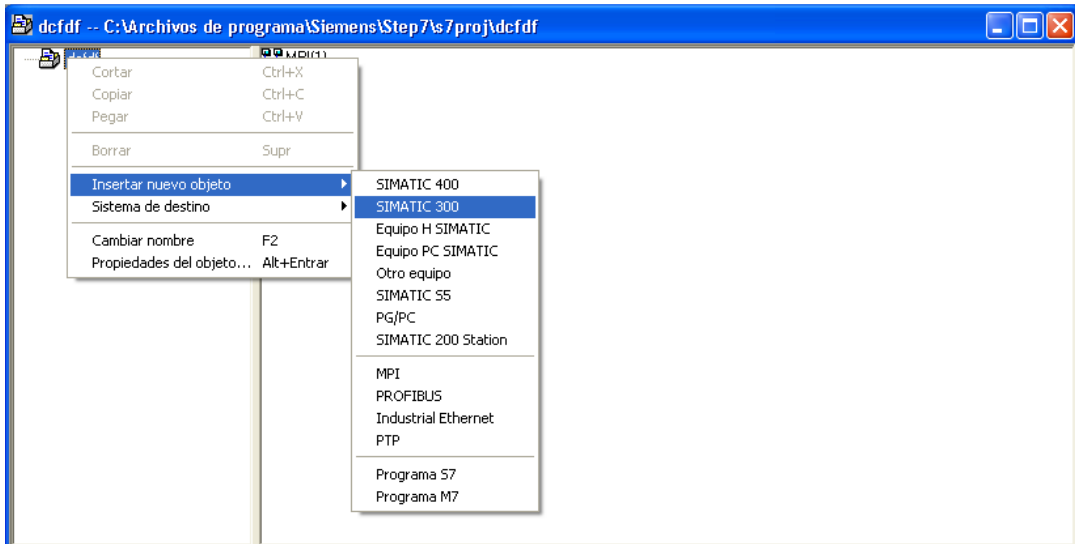 dcfdf -- C:\Archivos de programa\Siemens\Step7\s7proj\dcfdf
dcfdf MPI(1)
Cortar Ctrl+X
Copiar Ctrl+C
Pegar Ctrl+V
Borrar Supr
Insertar nuevo objeto
Sistema de destino
Cambiar nombre F2
Propiedades del objeto... Alt+Entrar
SIMATIC 400
SIMATIC 300
Equipo H SIMATIC
Equipo PC SIMATIC
Otro equipo
SIMATIC S5
PG/PC
SIMATIC 200 Station
MPI
PROFIBUS
Industrial Ethernet
PTP
Programa S7
Programa M7